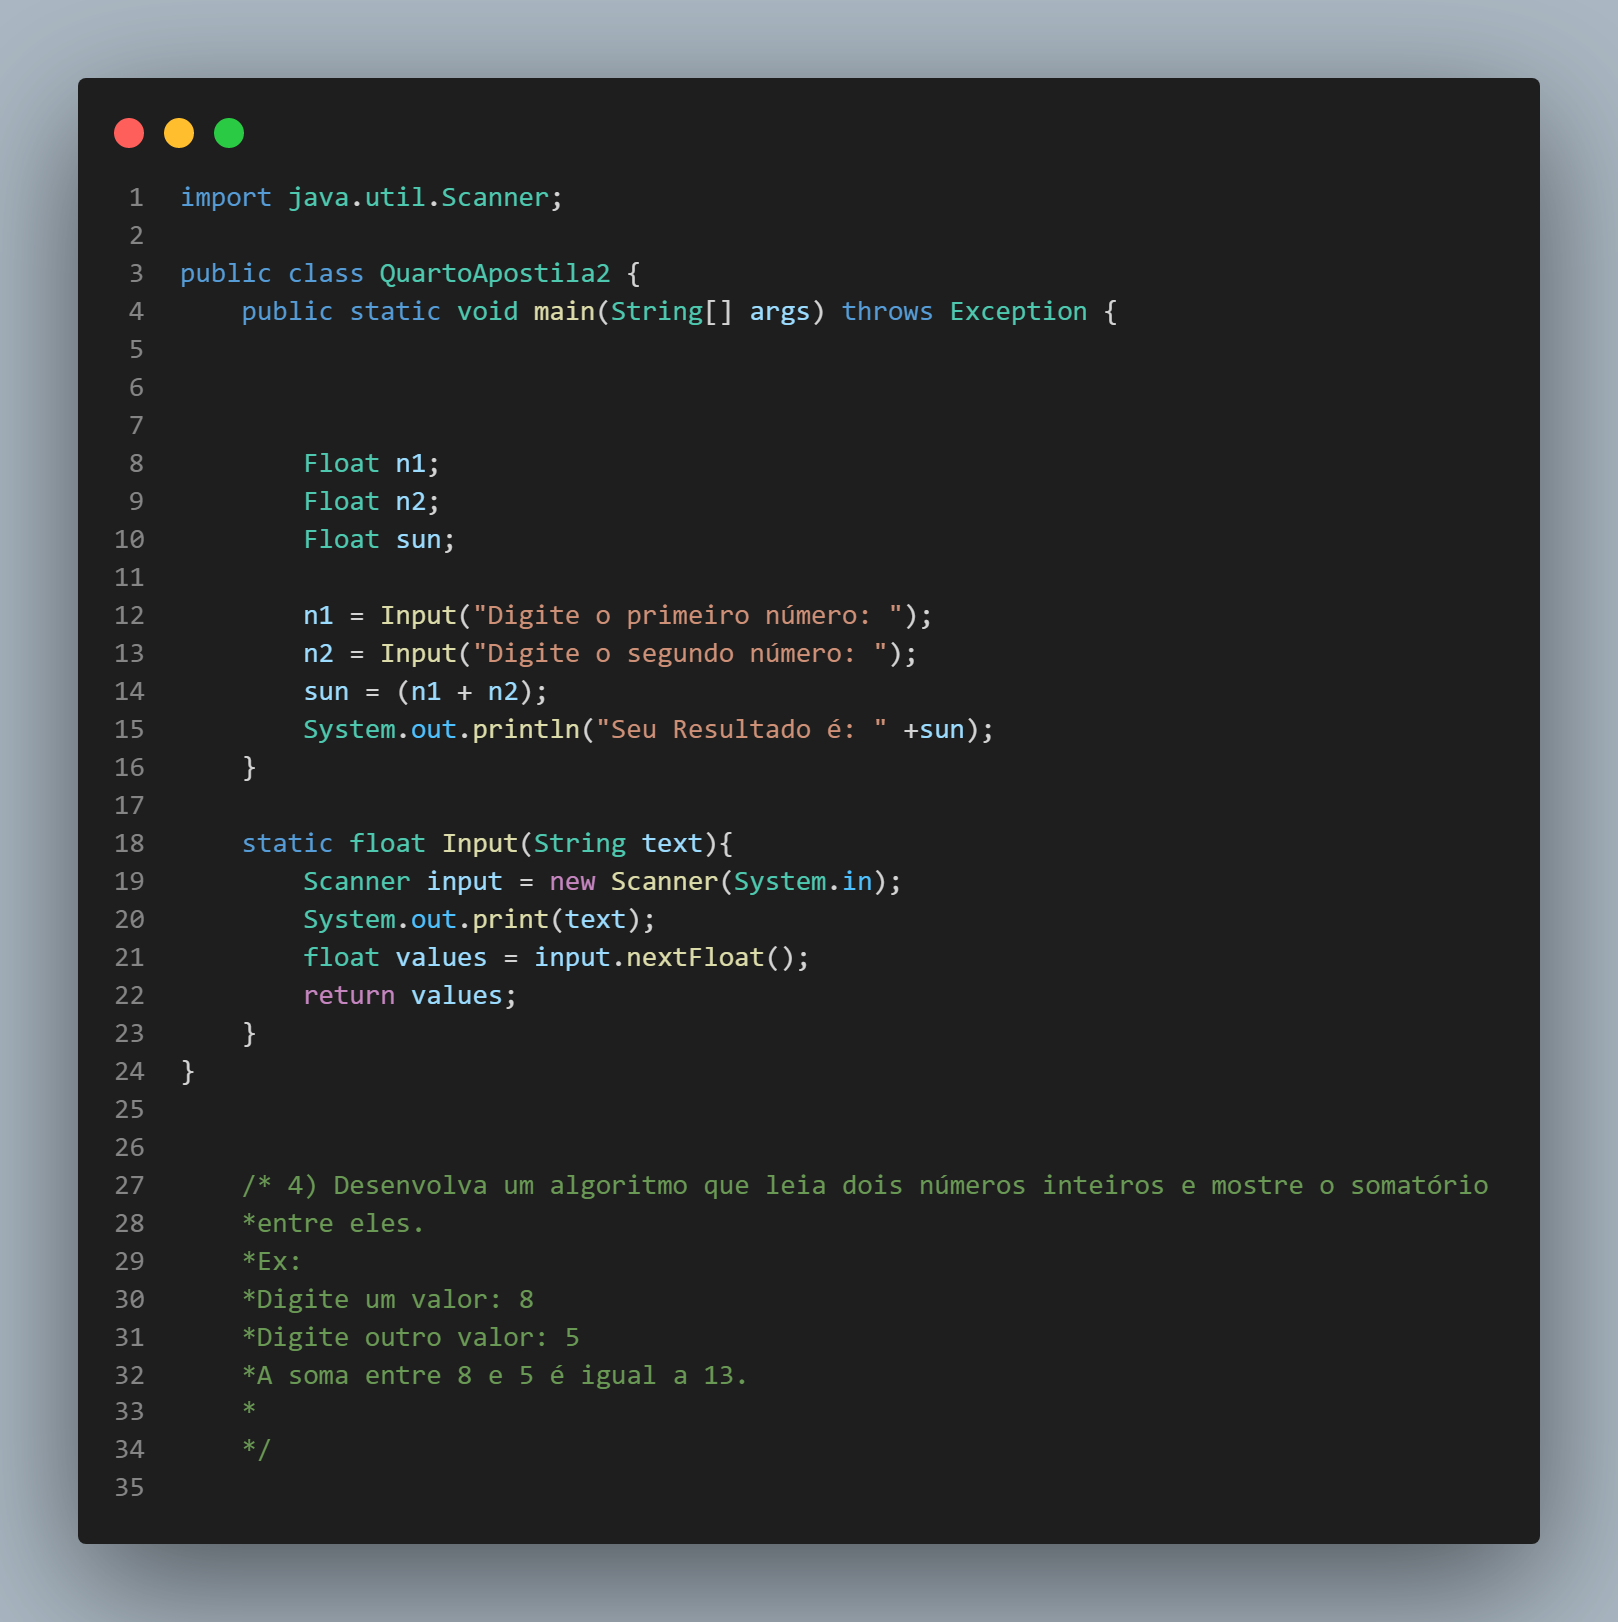 1 import java.util.Scanner;
2
3 public class QuartoApostila2 {
4     public static void main(String[] args) throws Exception {
5
6
7
8         Float n1;
9         Float n2;
10         Float sun;
11
12         n1 = Input("Digite o primeiro número: ");
13         n2 = Input("Digite o segundo número: ");
14         sun = (n1 + n2);
15         System.out.println("Seu Resultado é: " +sun);
16     }
17
18     static float Input(String text){
19         Scanner input = new Scanner(System.in);
20         System.out.print(text);
21         float values = input.nextFloat();
22         return values;
23     }
24 }
25
26
27     /* 4) Desenvolva um algoritmo que leia dois números inteiros e mostre o somatório
28     *entre eles.
29     *Ex:
30     *Digite um valor: 8
31     *Digite outro valor: 5
32     *A soma entre 8 e 5 é igual a 13.
33     *
34     */
35